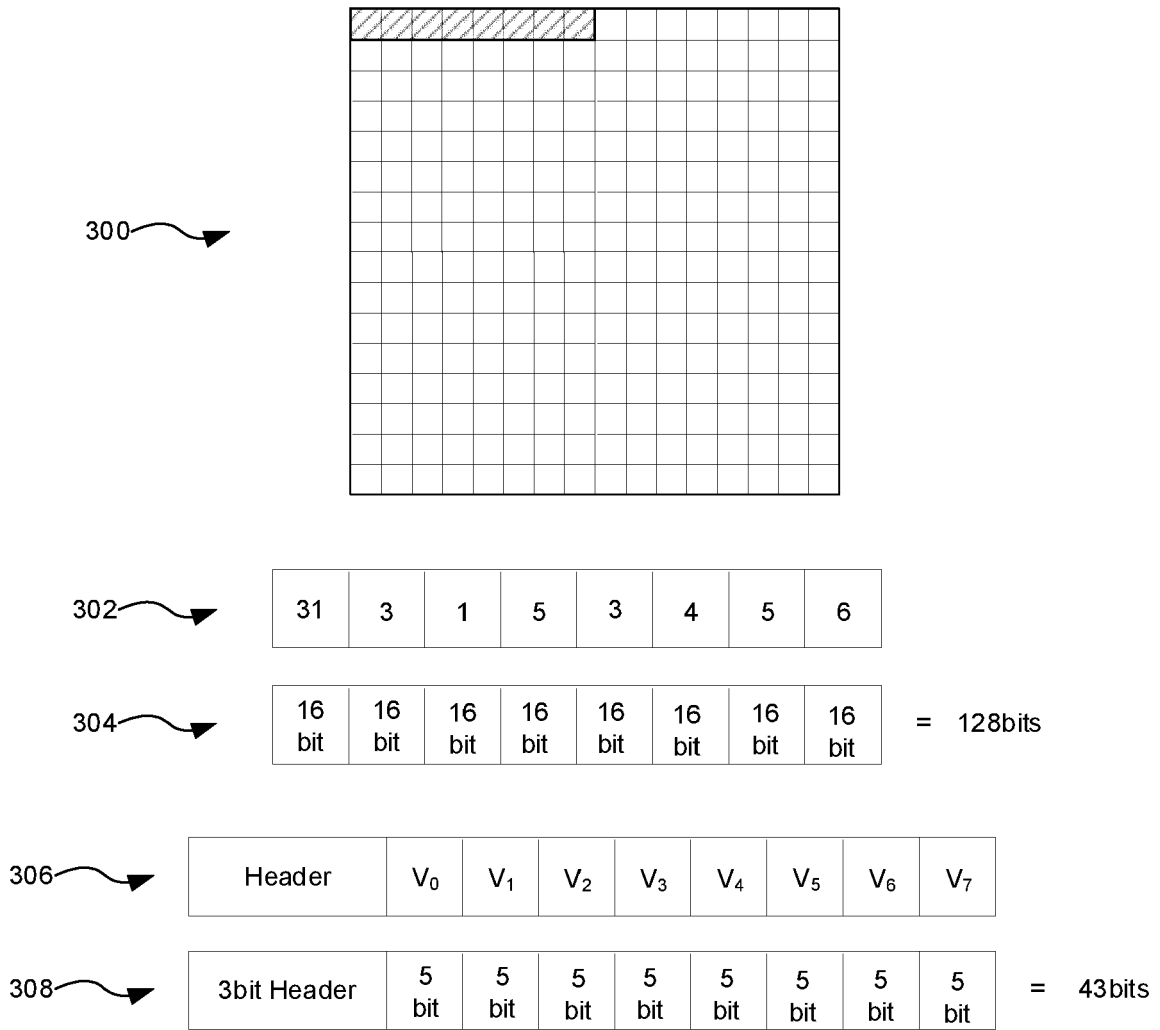 300
302 31 3 1 5 3 4 5 6
304 16 bit 16 bit 16 bit 16 bit 16 bit 16 bit 16 bit 16 bit = 128bits
306 Header V0 V1 V2 V3 V4 V5 V6 V7
308 3bit Header 5 bit 5 bit 5 bit 5 bit 5 bit 5 bit 5 bit 5 bit = 43bits